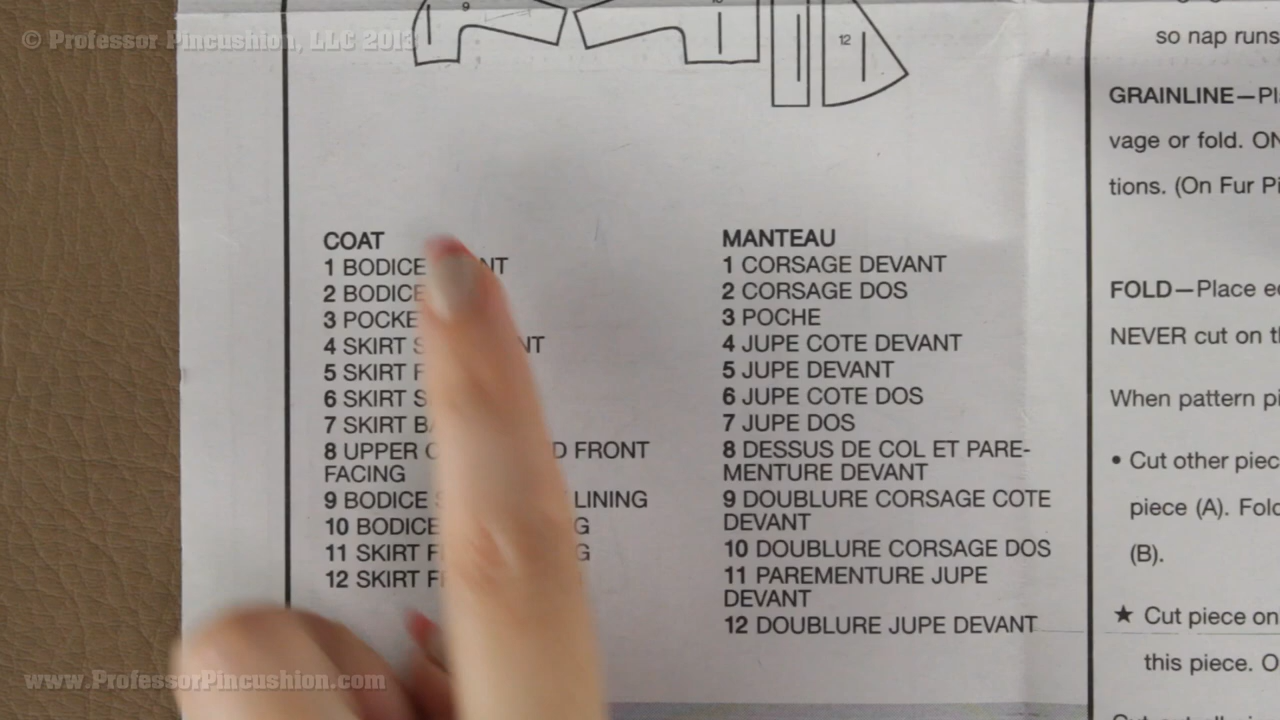 © Professor Pincushion, LLC 2013
9
12
so nap runs
GRAINLINE—Pl
vage or fold. ON
tions. (On Fur Pi
FOLD—Place ed
NEVER cut on th
When pattern pi
• Cut other piec
piece (A). Fold
(B).
★ Cut piece on
this piece. O
COAT
1 BODICE
2 BODICE
3
4 SKIRT
5 SKIRT
6 SKIRT
7 SKIRT
8 UPPER FRONT
FACING
9 BODICE LINING
10 BODICE
11 SKIRT
12 SKIRT
MANTEAU
1 CORSAGE DEVANT
2 CORSAGE DOS
3 POCHE
4 JUPE COTE DEVANT
5 JUPE DEVANT
6 JUPE COTE DOS
7 JUPE DOS
8 DESSUS DE COL ET PARE-
MENTURE DEVANT
9 DOUBLURE CORSAGE COTE
DEVANT
10 DOUBLURE CORSAGE DOS
11 PAREMENTURE JUPE
DEVANT
12 DOUBLURE JUPE DEVANT
www.ProfessorPincushion.com